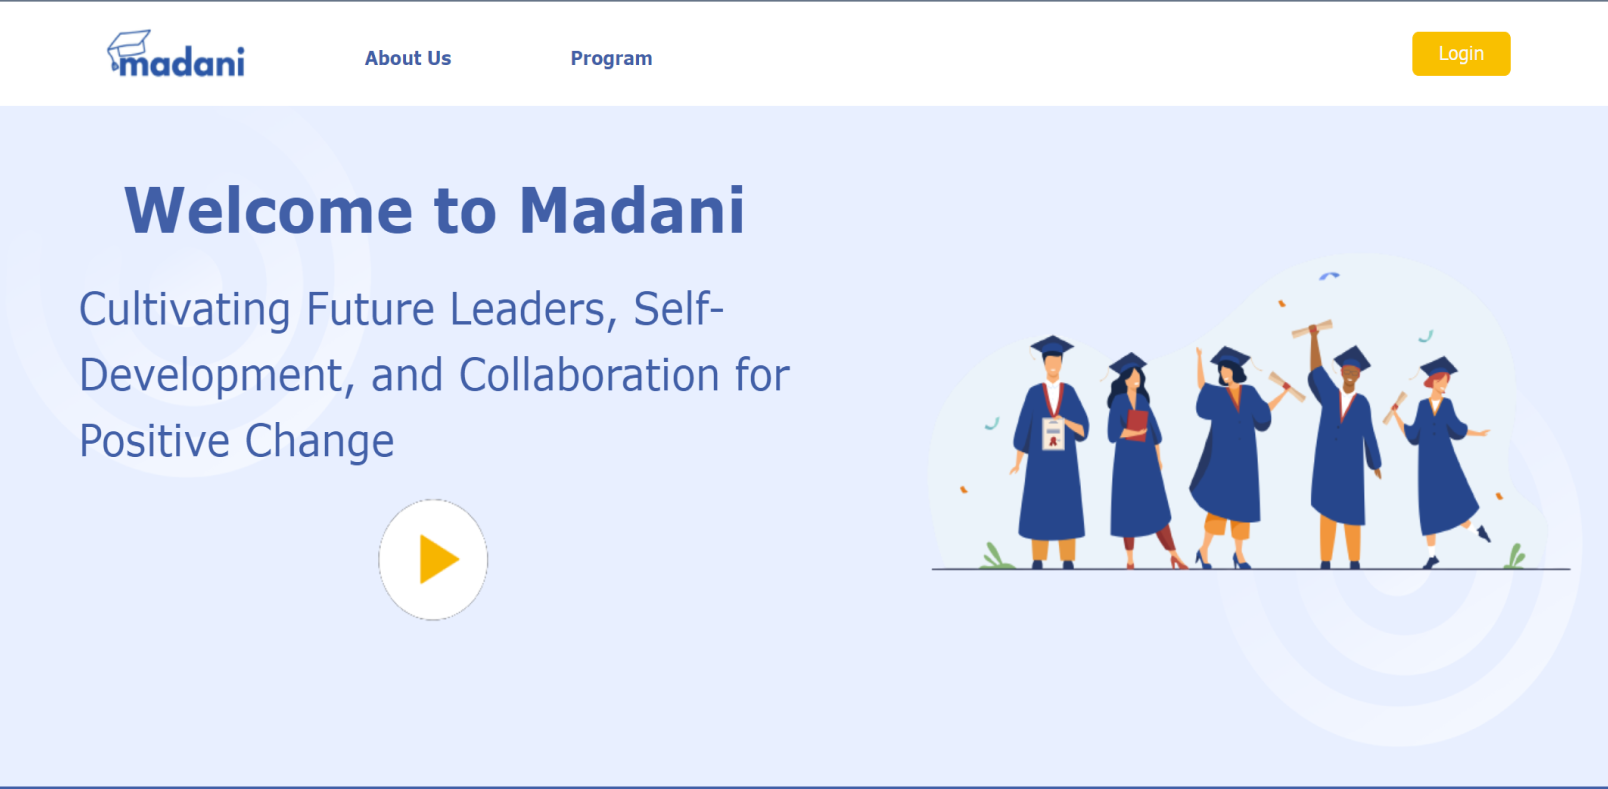 madani
About Us
Program
Login
Welcome to Madani
Cultivating Future Leaders, Self-
Development, and Collaboration for
Positive Change